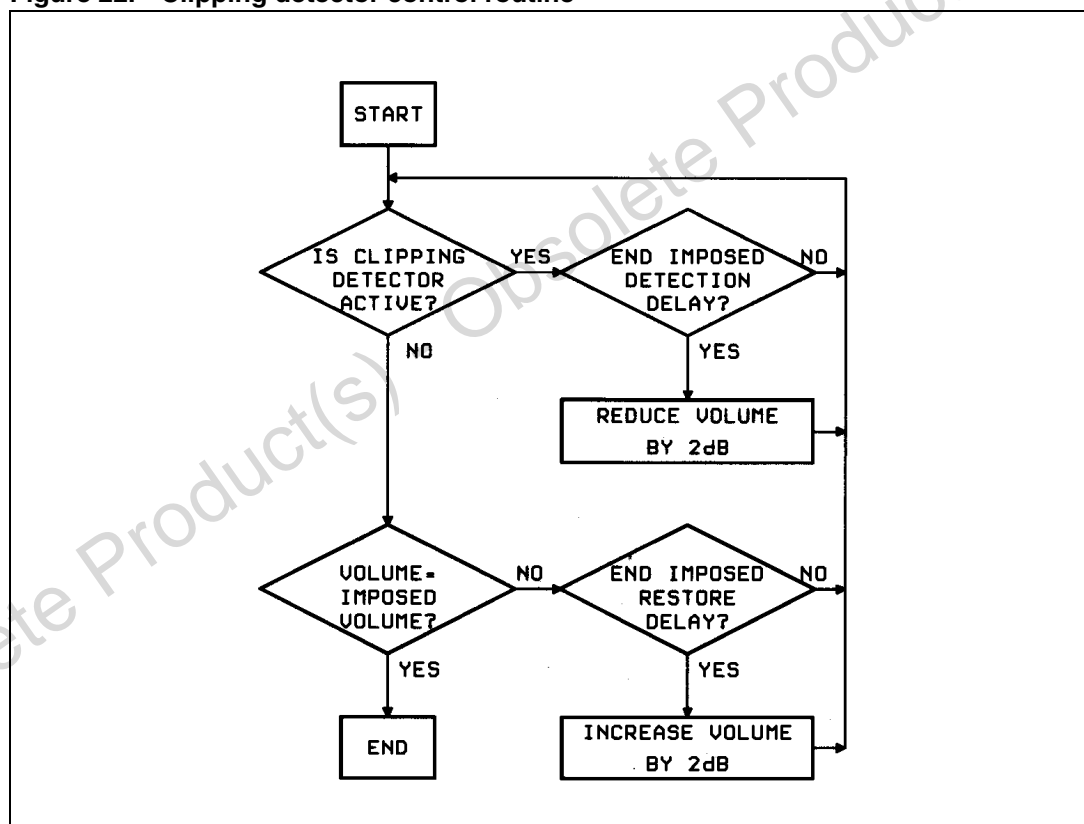 Figure 22. Clipping detector control routine
START
IS CLIPPING
DETECTOR
ACTIVE?
YES
END IMPOSED
DETECTION
DELAY?
NO
NO
YES
REDUCE VOLUME
BY 2dB
VOLUME=
IMPOSED
VOLUME?
NO
END IMPOSED
RESTORE
DELAY?
NO
YES
YES
END
INCREASE VOLUME
BY 2dB
Obsolete Product(s)
Obsolete Produc
ete Product(s)